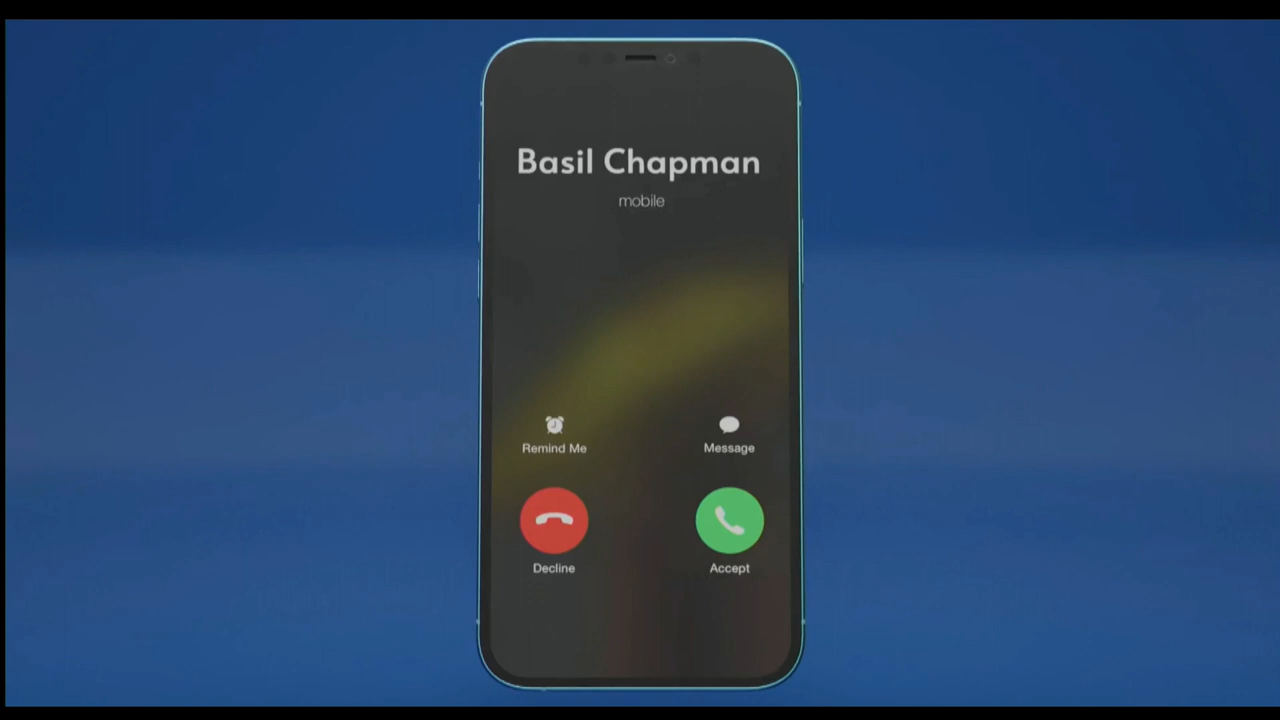 Basil Chapman
mobile
Remind Me
Message
Decline
Accept